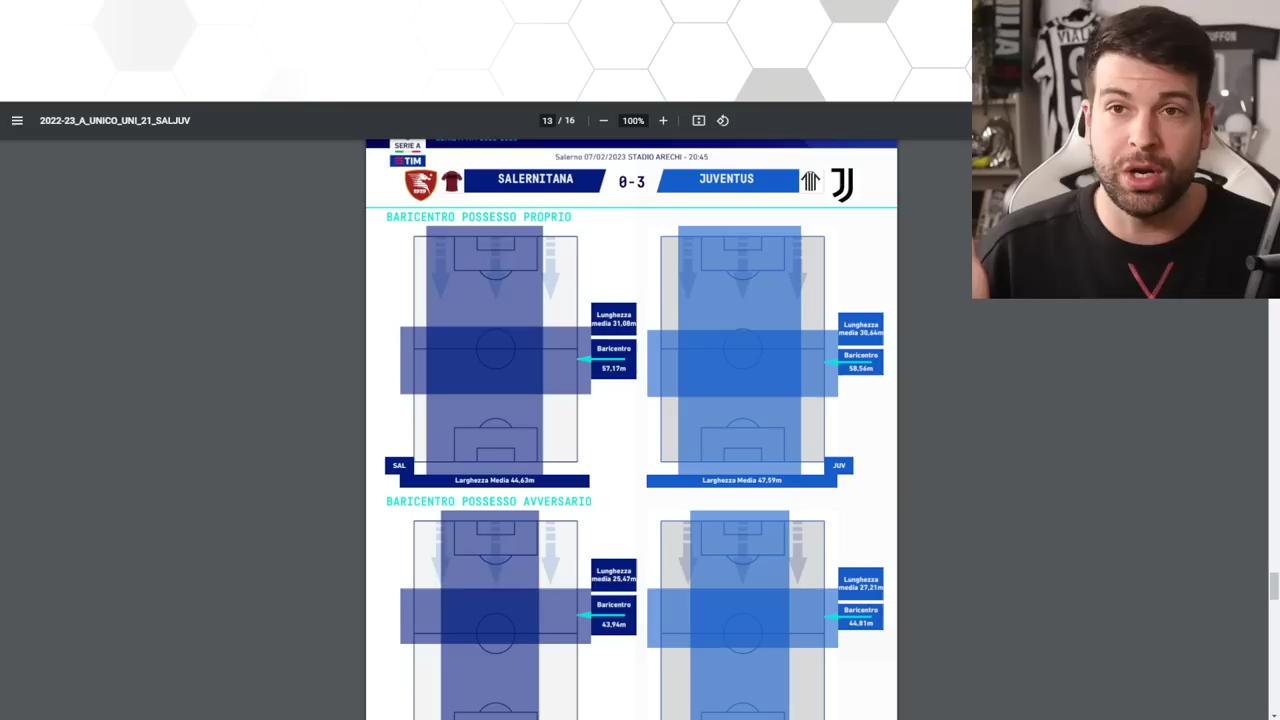 2022-23_A_UNICO_UNI_21_SALJUV
13 / 16
100%
SERIE A
TIM
Salerno 07/02/2023 STADIO ARECHI - 20:45
SALERNITANA
0-3
JUVENTUS
BARICENTRO POSSESSO PROPRIO
Lunghezza
media 31,08m
Baricentro
57,17m
SAL
Larghezza Media 44,63m
Lunghezza
media 30,64m
Baricentro
58,56m
JUV
Larghezza Media 47,59m
BARICENTRO POSSESSO AVVERSARIO
Lunghezza
media 25,47m
Baricentro
43,94m
Lunghezza
media 27,21m
Baricentro
44,81m
VIALLI